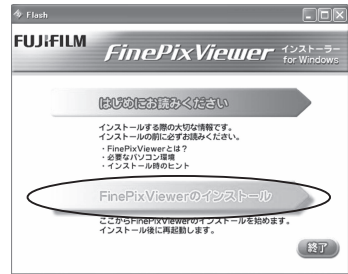 Flash
FUJIFILM
FinePixViewer インストーラー
for Windows
はじめにお読みください
インストールする際の大切な情報です。
インストールの前に必ずお読みください。
・FinePixViewerとは？
・必要なパソコン環境
・インストール時のヒント
FinePixViewerのインストール
ここからFinePixViewerのインストールを始めます。
インストール後に再起動します。
終了